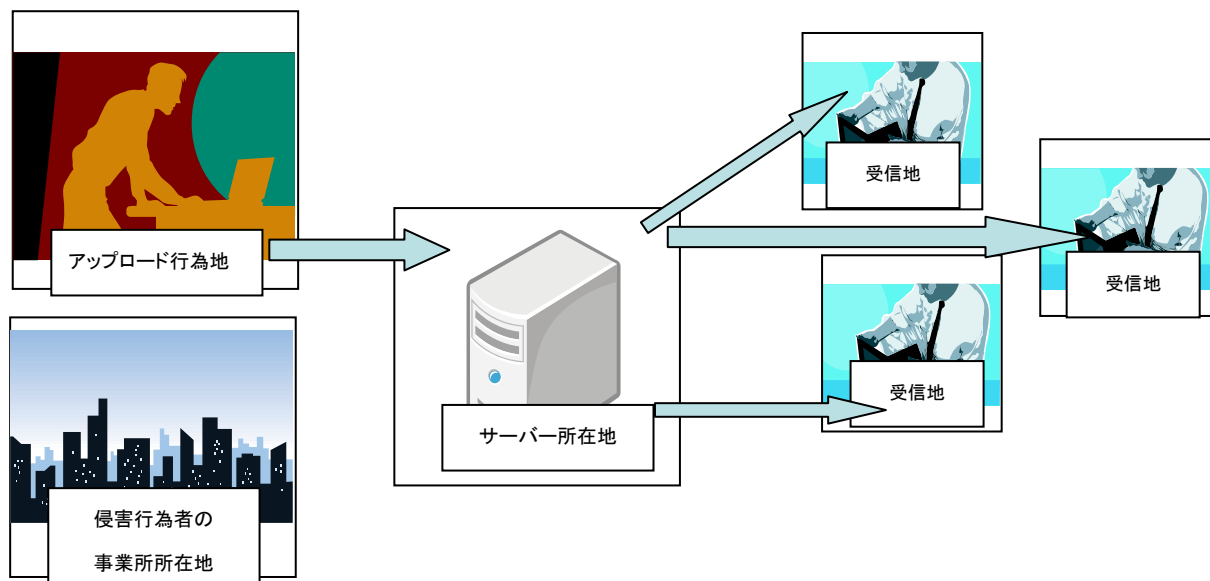 アップロード行為地
侵害行為者の
事業所所在地
サーバー所在地
受信地
受信地
受信地